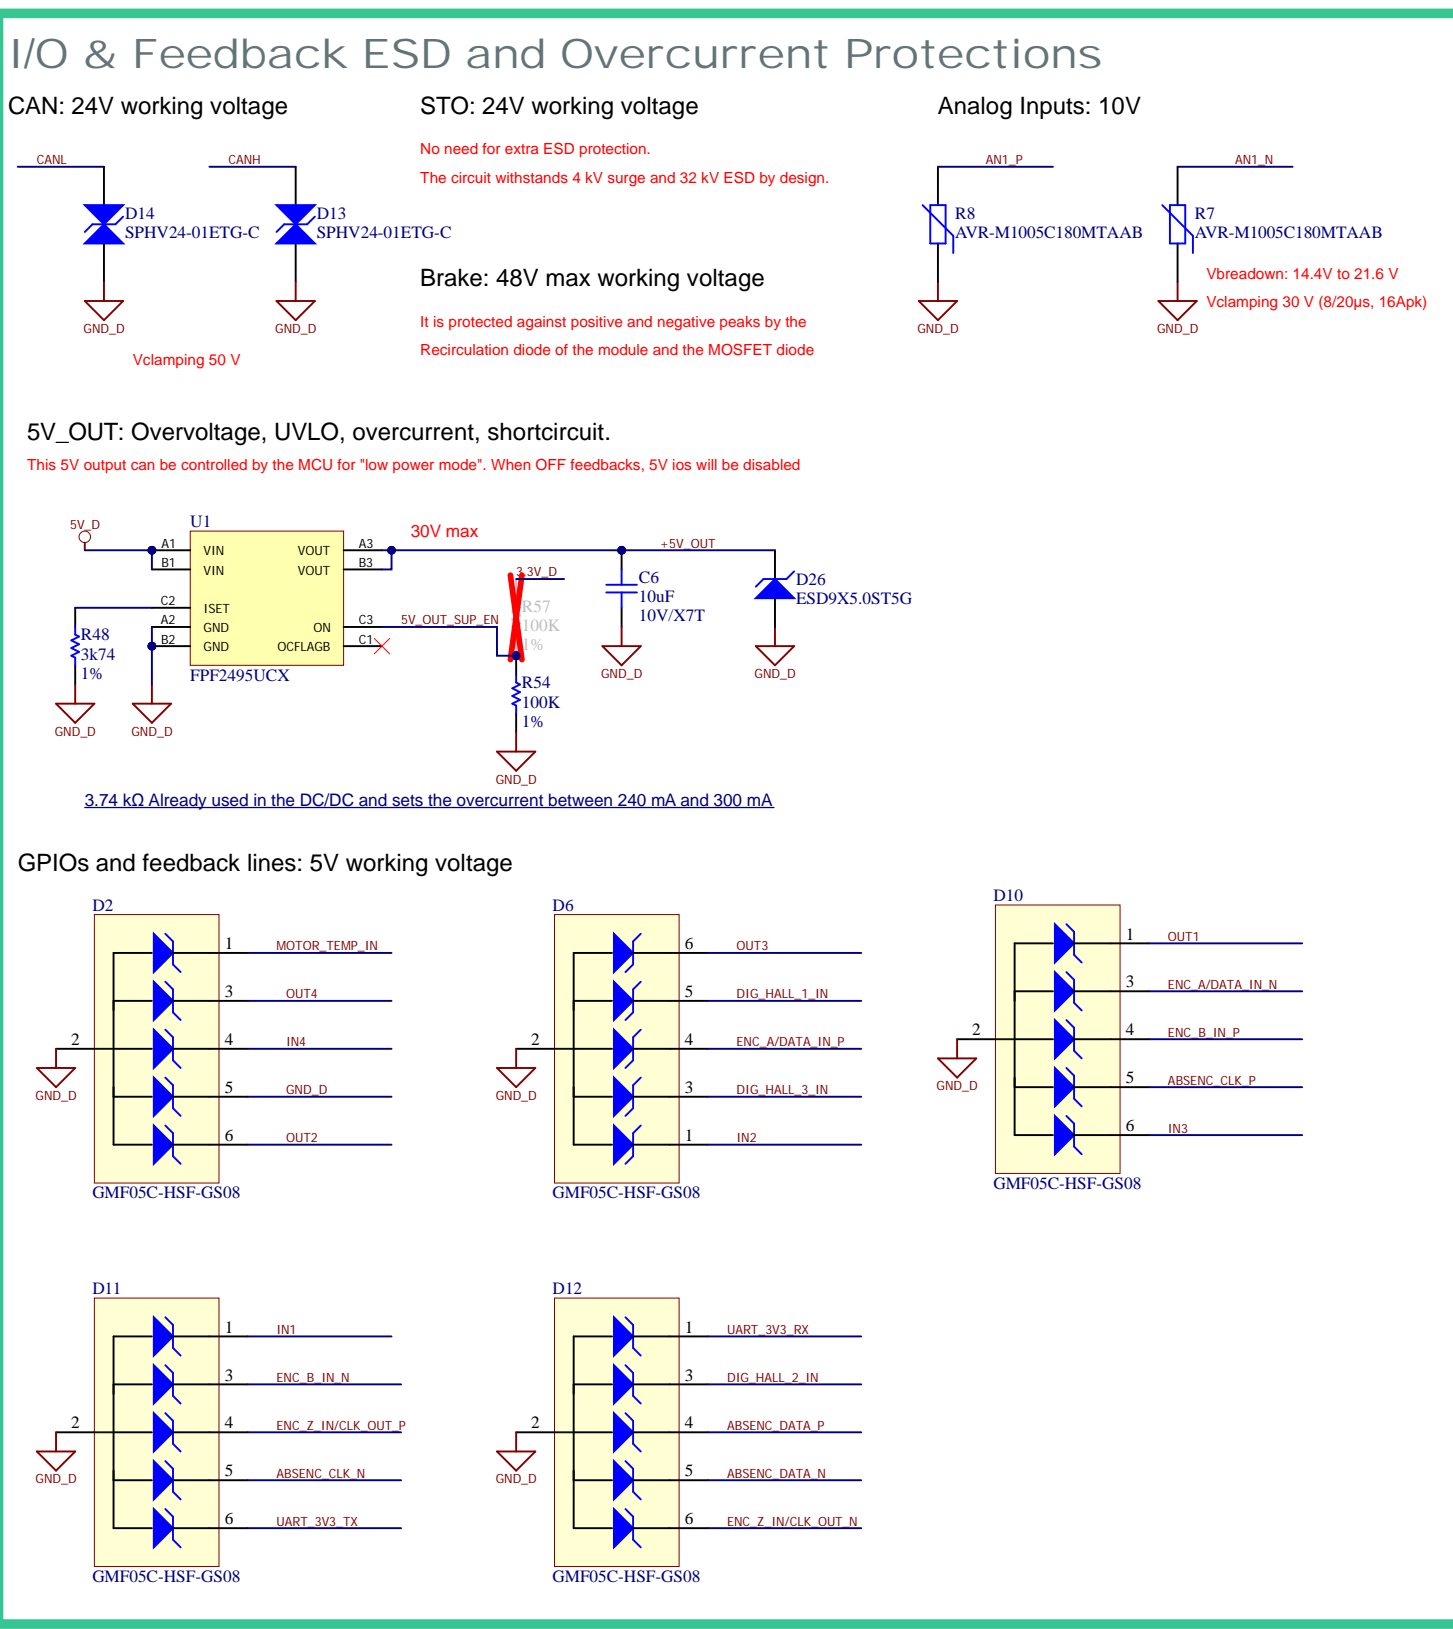 I/O & Feedback ESD and Overcurrent Protections
CAN: 24V working voltage
CANL
D14
SPHV24-01ETG-C
GND_D
CANH
D13
SPHV24-01ETG-C
GND_D
Vclamping 50 V
STO: 24V working voltage
No need for extra ESD protection.
The circuit withstands 4 kV surge and 32 kV ESD by design.
Brake: 48V max working voltage
It is protected against positive and negative peaks by the
Recirculation diode of the module and the MOSFET diode
Analog Inputs: 10V
AN1_P
R8
AVR-M1005C180MTAAB
GND_D
AN1_N
R7
AVR-M1005C180MTAAB
GND_D
Vbreadown: 14.4V to 21.6 V
Vclamping 30 V (8/20µs, 16Apk)
5V_OUT: Overvoltage, UVLO, overcurrent, shortcircuit.
This 5V output can be controlled by the MCU for "low power mode". When OFF feedbacks, 5V ios will be disabled
5V_D
U1
A1 VIN VOUT A3
B1 VIN VOUT B3
C2 ISET
A2 GND ON C3
B2 GND OCFLAGB C1
FPF2495UCX
R48
3k74
1%
GND_D
GND_D
30V max
5V_OUT_SUP_EN
3.3V_D
R57
100K
1%
R54
100K
1%
GND_D
+5V_OUT
C6
10uF
10V/X7T
GND_D
D26
ESD9X5.0ST5G
GND_D
3.74 kΩ Already used in the DC/DC and sets the overcurrent between 240 mA and 300 mA
GPIOs and feedback lines: 5V working voltage
D2
1 MOTOR_TEMP_IN
3 OUT4
2
4 IN4
GND_D
5 GND_D
6 OUT2
GMF05C-HSF-GS08
D6
6 OUT3
5 DIG_HALL_1_IN
2
4 ENC_A/DATA_IN_P
GND_D
3 DIG_HALL_3_IN
1 IN2
GMF05C-HSF-GS08
D10
1 OUT1
3 ENC_A/DATA_IN_N
2
4 ENC_B_IN_P
GND_D
5 ABSENC_CLK_P
6 IN3
GMF05C-HSF-GS08
D11
1 IN1
3 ENC_B_IN_N
2
4 ENC_Z_IN/CLK_OUT_P
GND_D
5 ABSENC_CLK_N
6 UART_3V3_TX
GMF05C-HSF-GS08
D12
1 UART_3V3_RX
3 DIG_HALL_2_IN
2
4 ABSENC_DATA_P
GND_D
5 ABSENC_DATA_N
6 ENC_Z_IN/CLK_OUT_N
GMF05C-HSF-GS08